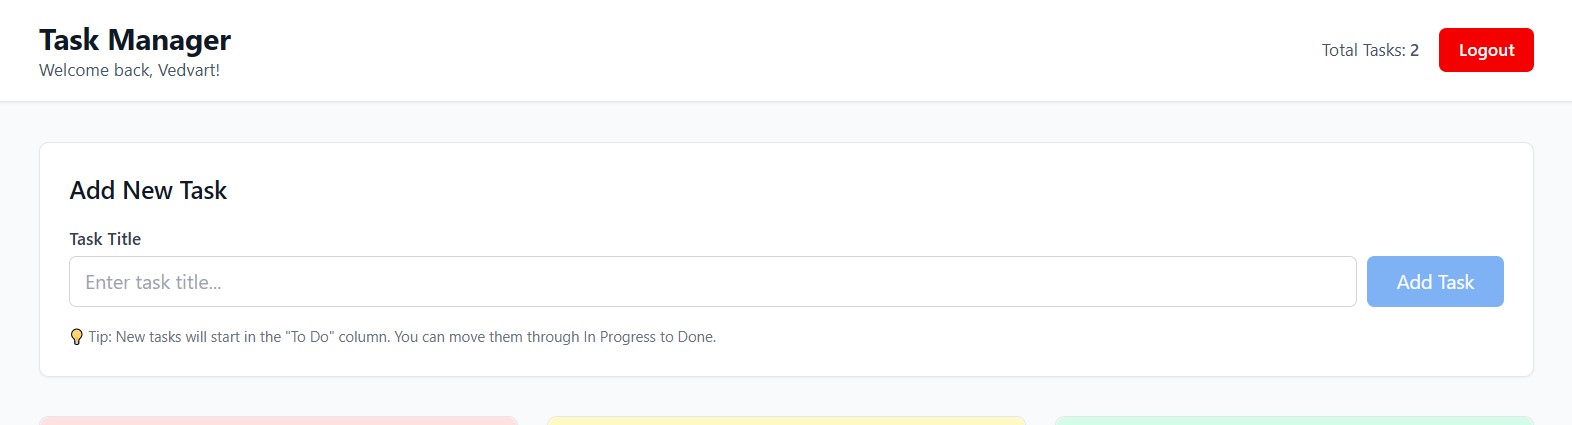 Task Manager
Welcome back, Vedvart!
Total Tasks: 2
Logout
Add New Task
Task Title
Enter task title...
Add Task
💡 Tip: New tasks will start in the "To Do" column. You can move them through In Progress to Done.